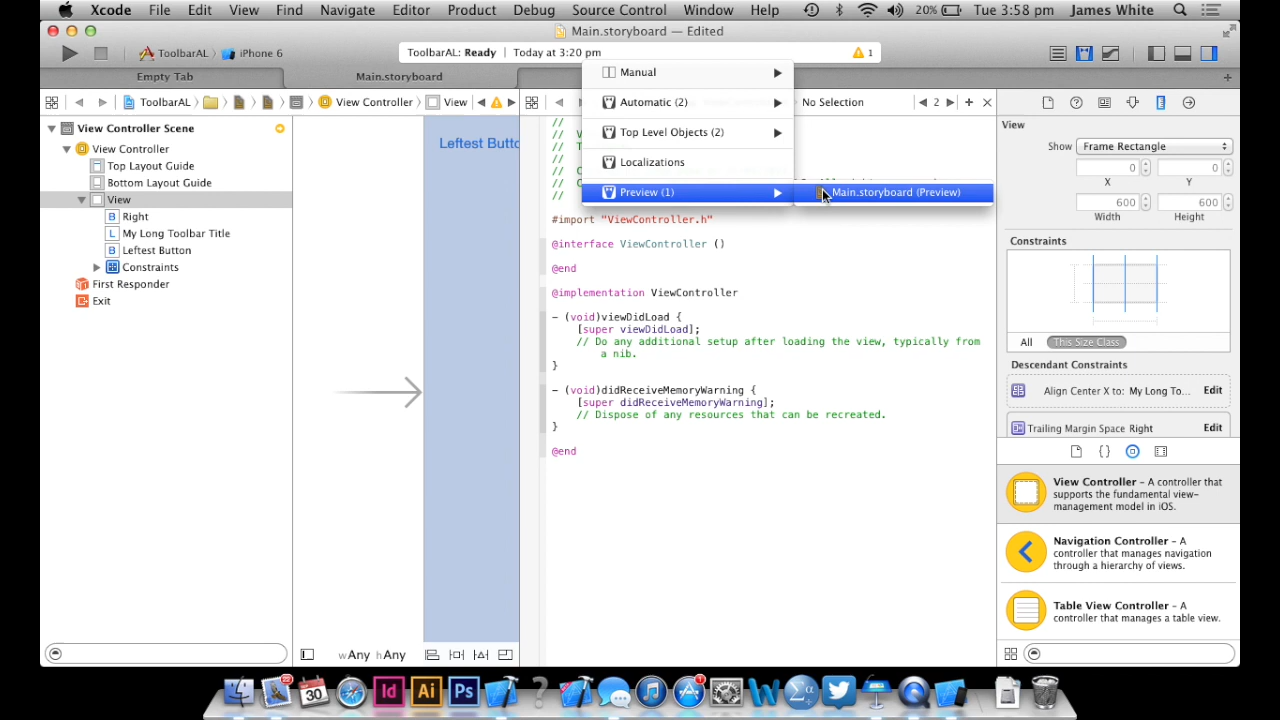 Xcode File Edit View Find Navigate Editor Product Debug Source Control Window Help 20% Tue 3:58 pm James White
Main.storyboard — Edited
ToolbarAL iPhone 6 ToolbarAL: Ready Today at 3:20 pm 1
Empty Tab Main.storyboard
ToolbarAL View Controller View No Selection 2
Manual
Automatic (2)
Top Level Objects (2)
Localizations
Preview (1)
Main.storyboard (Preview)
View Controller Scene
View Controller
Top Layout Guide
Bottom Layout Guide
View
B Right
L My Long Toolbar Title
B Leftest Button
Constraints
First Responder
Exit
Leftest Butto
wAny hAny
//
// V
// T
//
// C
// C
//
#import "ViewController.h"
@interface ViewController ()
@end
@implementation ViewController
- (void)viewDidLoad {
[super viewDidLoad];
// Do any additional setup after loading the view, typically from
a nib.
}
- (void)didReceiveMemoryWarning {
[super didReceiveMemoryWarning];
// Dispose of any resources that can be recreated.
}
@end
View
Show Frame Rectangle
0 0
X Y
600 600
Width Height
Constraints
All This Size Class
Descendant Constraints
Align Center X to: My Long To... Edit
Trailing Margin Space Right Edit
{ }
View Controller - A controller that
supports the fundamental view-
management model in iOS.
Navigation Controller - A
controller that manages navigation
through a hierarchy of views.
Table View Controller - A
controller that manages a table view.
30 Id Ai Ps ? W